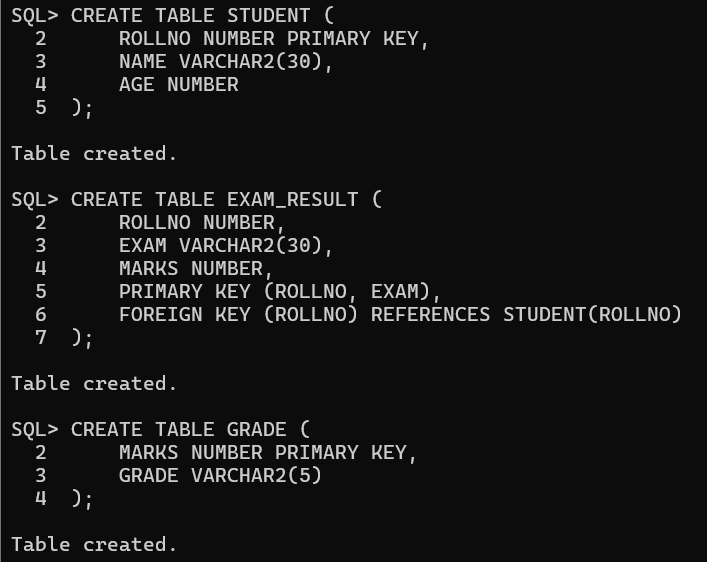 SQL> CREATE TABLE STUDENT (
  2      ROLLNO NUMBER PRIMARY KEY,
  3      NAME VARCHAR2(30),
  4      AGE NUMBER
  5  );
Table created.
SQL> CREATE TABLE EXAM_RESULT (
  2      ROLLNO NUMBER,
  3      EXAM VARCHAR2(30),
  4      MARKS NUMBER,
  5      PRIMARY KEY (ROLLNO, EXAM),
  6      FOREIGN KEY (ROLLNO) REFERENCES STUDENT(ROLLNO)
  7  );
Table created.
SQL> CREATE TABLE GRADE (
  2      MARKS NUMBER PRIMARY KEY,
  3      GRADE VARCHAR2(5)
  4  );
Table created.